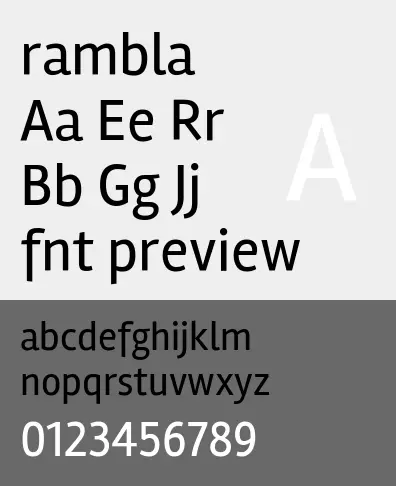 rambla
Aa Ee Rr
A
Bb Gg Jj
fnt preview
abcdefghijklm
nopqrstuvwxyz
0123456789